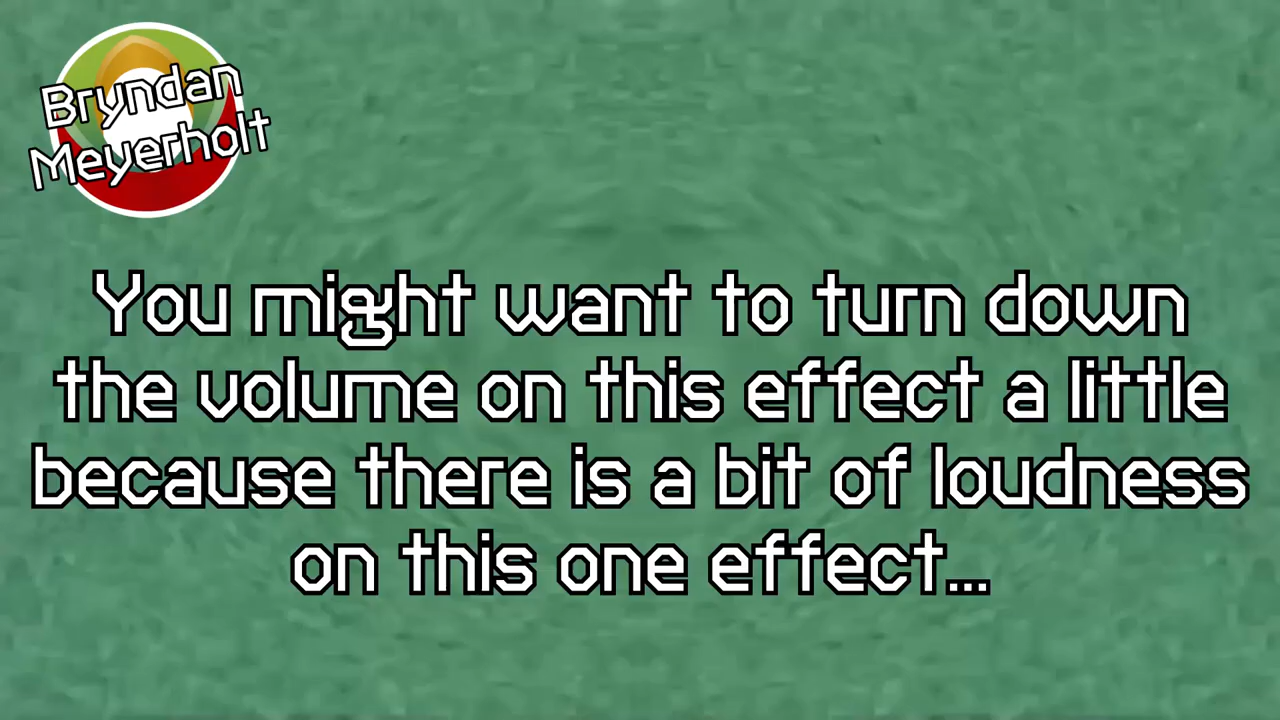 Bryndan
Meyerholt
You might want to turn down
the volume on this effect a little
because there is a bit of loudness
on this one effect...